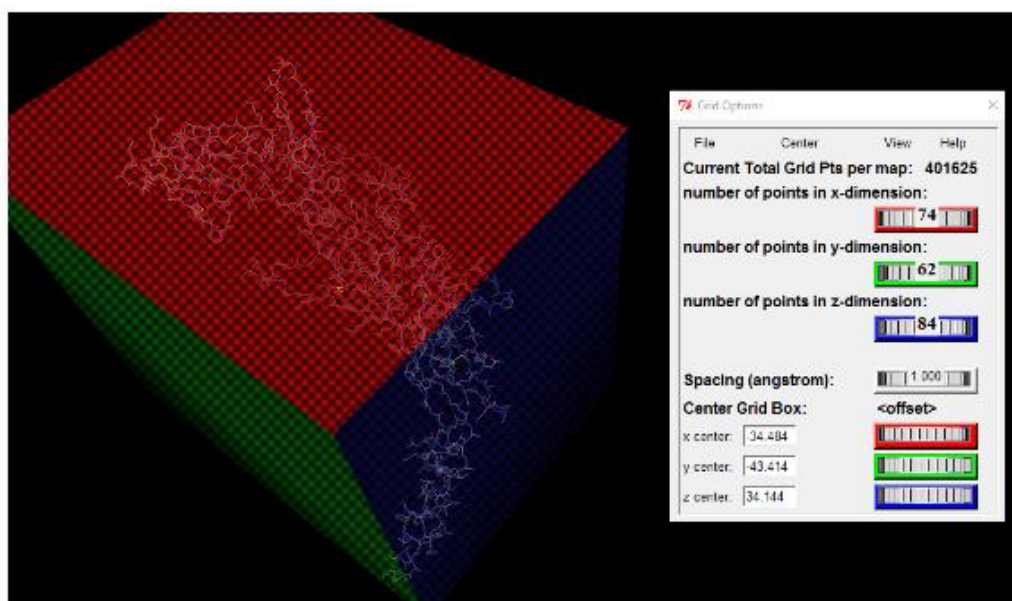 Grid Options
File Center View Help
Current Total Grid Pts per map: 401625
number of points in x-dimension:
74
number of points in y-dimension:
62
number of points in z-dimension:
84
Spacing (angstrom): 1.000
Center Grid Box: <offset>
x center: -34.484
y center: -43.414
z center: 34.144